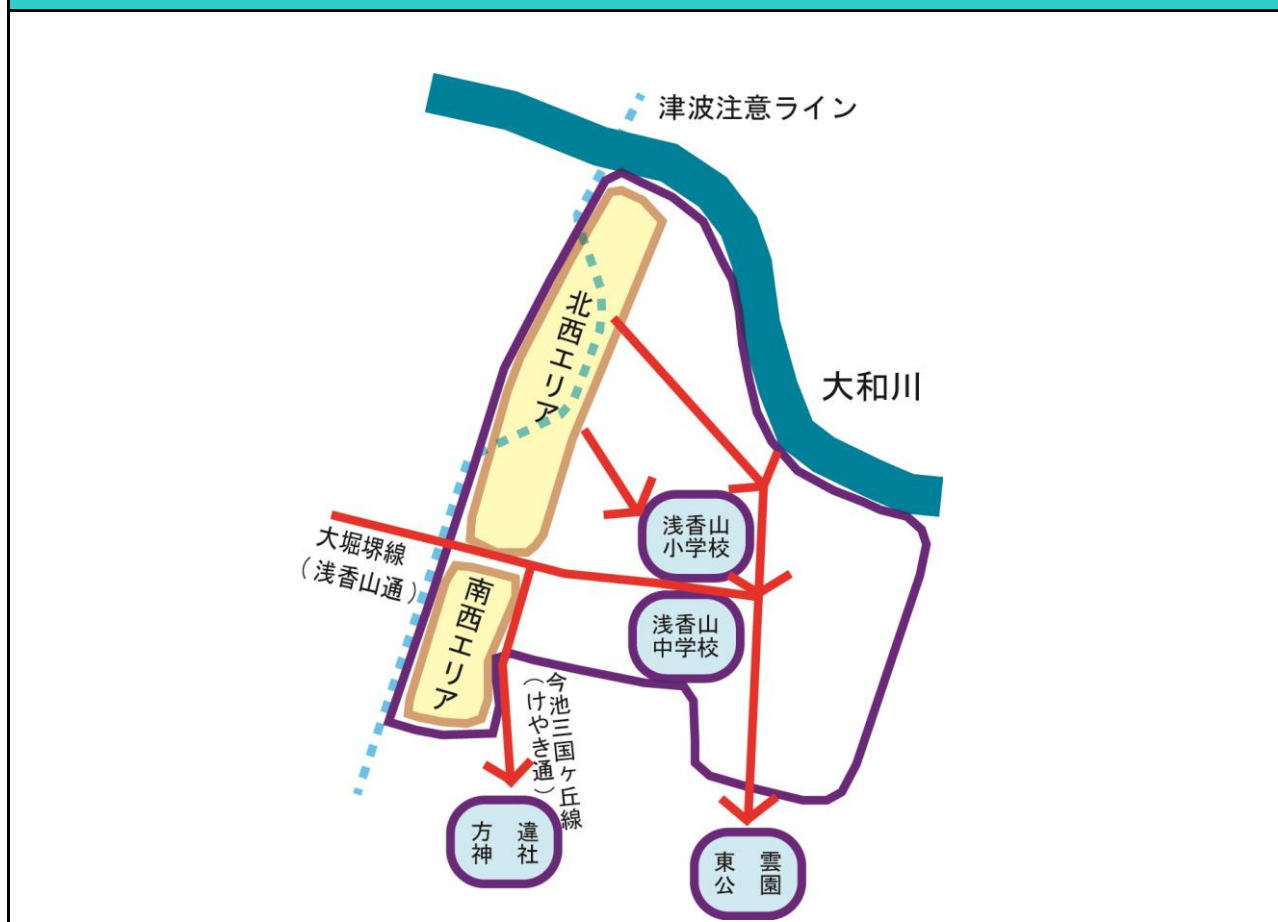 津波注意ライン
大和川
北西エリア
浅香山
小学校
大堀堺線
（浅香山通）
南西エリア
浅香山
中学校
今池三国ヶ丘線
（けやき通）
方　違
神　社
東　雲
公　園